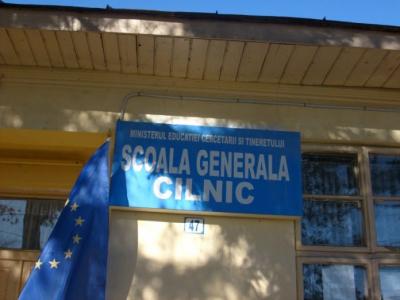 MINISTERUL EDUCATIEI CERCETARII SI TINERETULUI
SCOALA GENERALA
CILNIC
47